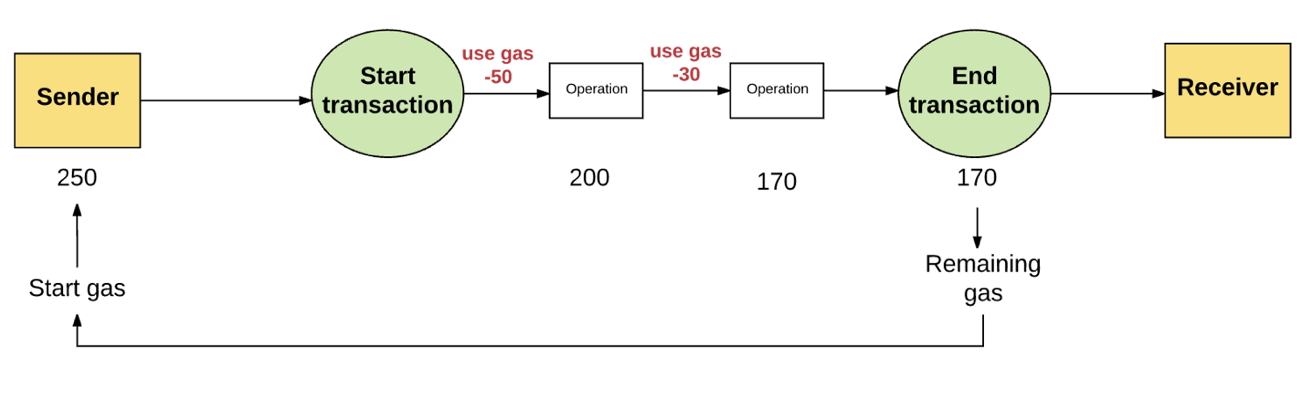 Sender
Start
transaction
use gas
-50
Operation
use gas
-30
Operation
End
transaction
Receiver
250
200
170
170
Start gas
Remaining
gas